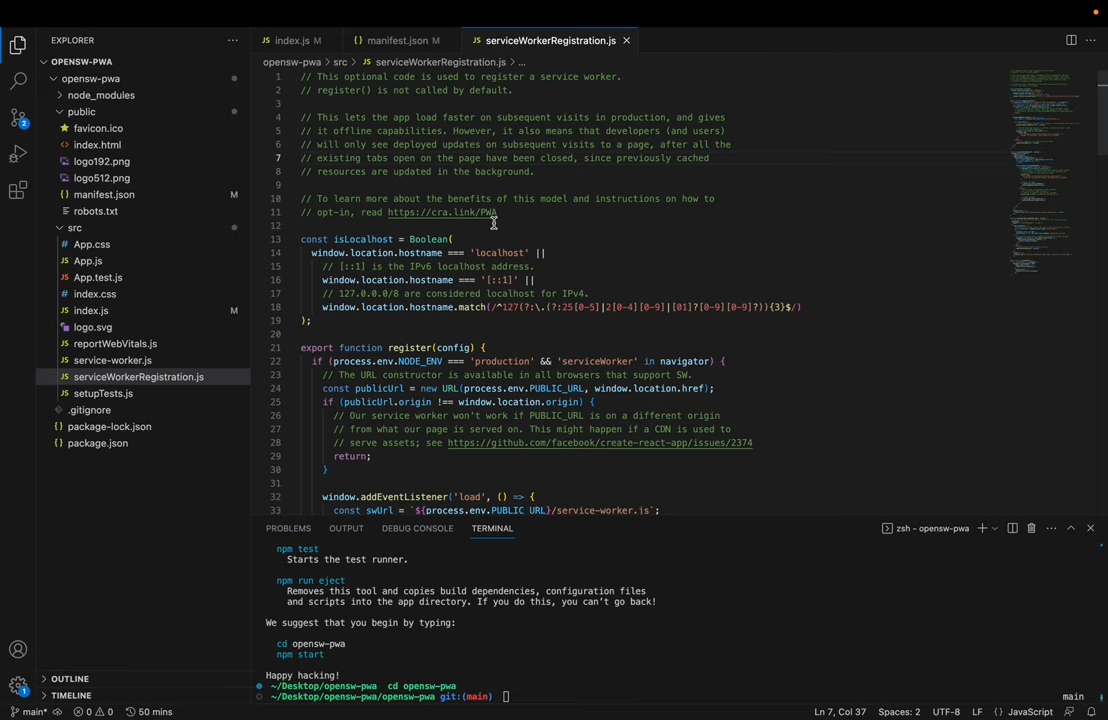 EXPLORER
···
OPENSW-PWA
opensw-pwa
node_modules
public
favicon.ico
index.html
logo192.png
logo512.png
manifest.json M
robots.txt
src
App.css
App.js
App.test.js
index.css
index.js M
logo.svg
reportWebVitals.js
service-worker.js
serviceWorkerRegistration.js
setupTests.js
.gitignore
package-lock.json
package.json
OUTLINE
TIMELINE
2
1
JS index.js M
{} manifest.json M
JS serviceWorkerRegistration.js
opensw-pwa > src > JS serviceWorkerRegistration.js > ...
1 // This optional code is used to register a service worker.
2 // register() is not called by default.
3
4 // This lets the app load faster on subsequent visits in production, and gives
5 // it offline capabilities. However, it also means that developers (and users)
6 // will only see deployed updates on subsequent visits to a page, after all the
7 // existing tabs open on the page have been closed, since previously cached
8 // resources are updated in the background.
9
10 // To learn more about the benefits of this model and instructions on how to
11 // opt-in, read https://cra.link/PWA
12
13 const isLocalhost = Boolean(
14 window.location.hostname === 'localhost' ||
15 // [::1] is the IPv6 localhost address.
16 window.location.hostname === '[::1]' ||
17 // 127.0.0.0/8 are considered localhost for IPv4.
18 window.location.hostname.match(/^127(?:\.(?:25[0-5]|2[0-4][0-9]|[01]?[0-9][0-9]?)){3}$/)
19 );
20
21 export function register(config) {
22 if (process.env.NODE_ENV === 'production' && 'serviceWorker' in navigator) {
23 // The URL constructor is available in all browsers that support SW.
24 const publicUrl = new URL(process.env.PUBLIC_URL, window.location.href);
25 if (publicUrl.origin !== window.location.origin) {
26 // Our service worker won't work if PUBLIC_URL is on a different origin
27 // from what our page is served on. This might happen if a CDN is used to
28 // serve assets; see https://github.com/facebook/create-react-app/issues/2374
29 return;
30 }
31
32 window.addEventListener('load', () => {
33 const swUrl = `${process.env.PUBLIC_URL}/service-worker.js`;
PROBLEMS OUTPUT DEBUG CONSOLE TERMINAL
zsh - opensw-pwa
npm test
Starts the test runner.
npm run eject
Removes this tool and copies build dependencies, configuration files
and scripts into the app directory. If you do this, you can't go back!
We suggest that you begin by typing:
cd opensw-pwa
npm start
Happy hacking!
~/Desktop/opensw-pwa cd opensw-pwa
~/Desktop/opensw-pwa/opensw-pwa git:(main)
main
main* 0 0 50 mins
Ln 7, Col 37 Spaces: 2 UTF-8 LF {} JavaScript